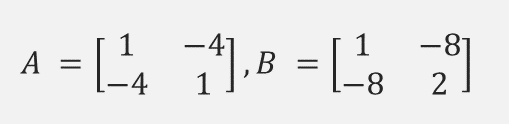 A = [1 −4
−4 1], B = [1 −8
−8 2]